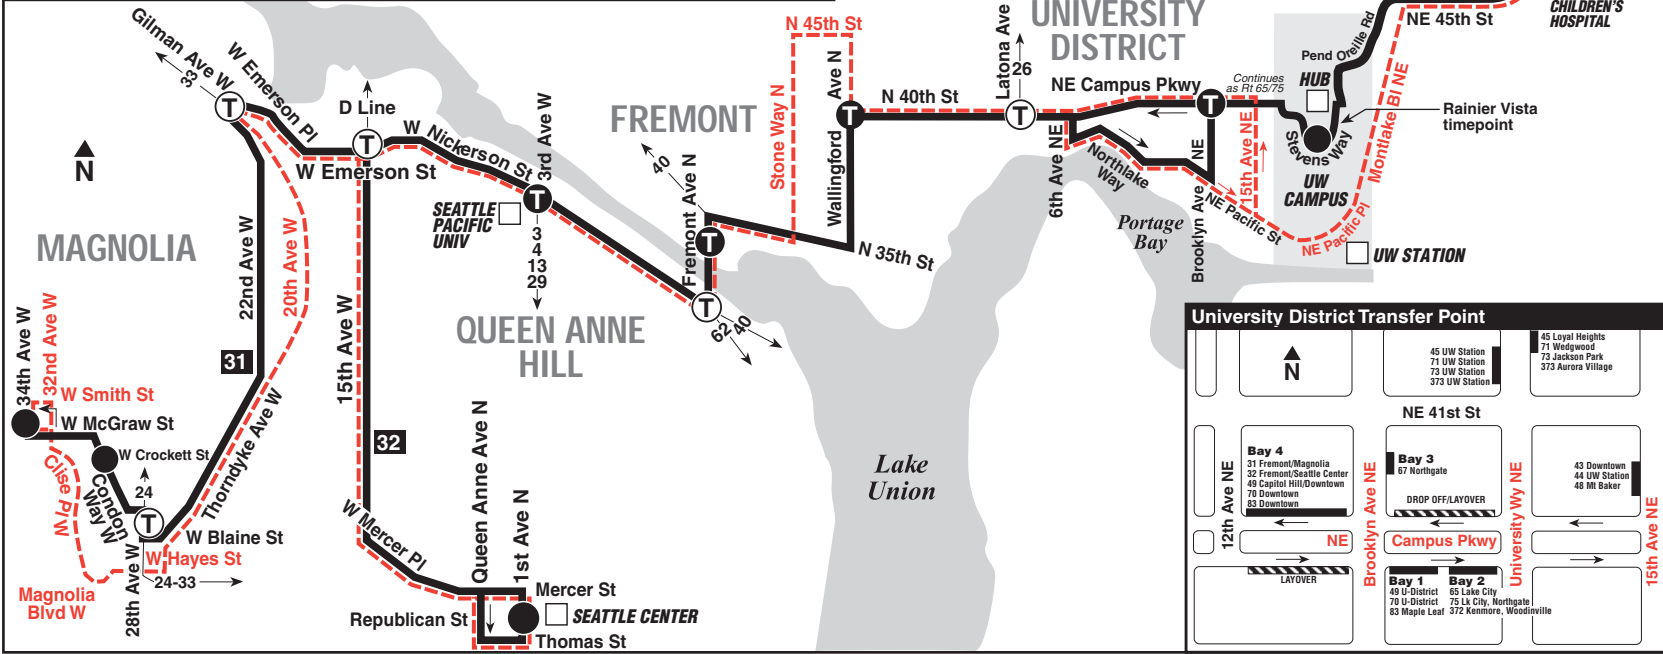 Gilman Ave W
W Emerson Pl
33
D Line
W Nickerson St
W Emerson St
3rd Ave W
N
MAGNOLIA
SEATTLE
PACIFIC
UNIV
3
4
13
29
QUEEN ANNE
HILL
FREMONT
40
Fremont Ave N
62
40
N 45th St
Stone Way N
Wallingford
Ave N
N 35th St
N 40th St
Latona Ave
26
UNIVERSITY
DISTRICT
NE Campus Pkwy
Continues
as Rt 65/75
6th Ave NE
Northlake
Way
Brooklyn Ave
NE
15th Ave NE
NE Pacific St
NE Pacific Pl
Portage
Bay
HUB
Pend Oreille Rd
Stevens Way
UW
CAMPUS
Montlake Bl NE
NE 45th St
CHILDREN'S
HOSPITAL
Rainier Vista
timepoint
UW STATION
34th Ave W
32nd Ave W
22nd Ave W
20th Ave W
31
W Smith St
W McGraw St
W Crockett St
24
Clise Pl W
Condon
Way W
Thorndyke Ave W
W Blaine St
W Hayes St
24-33
Magnolia
Blvd W
28th Ave W
15th Ave W
32
W Mercer Pl
Queen Anne Ave N
1st Ave N
Mercer St
Republican St
SEATTLE CENTER
Thomas St
Lake
Union
T
T
T
T
T
T
T
T
T
University District Transfer Point
N
45 UW Station
71 UW Station
73 UW Station
373 UW Station
45 Loyal Heights
71 Wedgwood
73 Jackson Park
373 Aurora Village
NE 41st St
12th Ave NE
Bay 4
31 Fremont/Magnolia
32 Fremont/Seattle Center
49 Capitol Hill/Downtown
70 Downtown
83 Downtown
Brooklyn Ave NE
Bay 3
67 Northgate
DROP OFF/LAYOVER
University Wy NE
43 Downtown
44 UW Station
48 Mt Baker
15th Ave NE
NE
Campus Pkwy
LAYOVER
Bay 1
49 U-District
70 U-District
83 Maple Leaf
Bay 2
65 Lake City
75 Lk City, Northgate
372 Kenmore, Woodinville